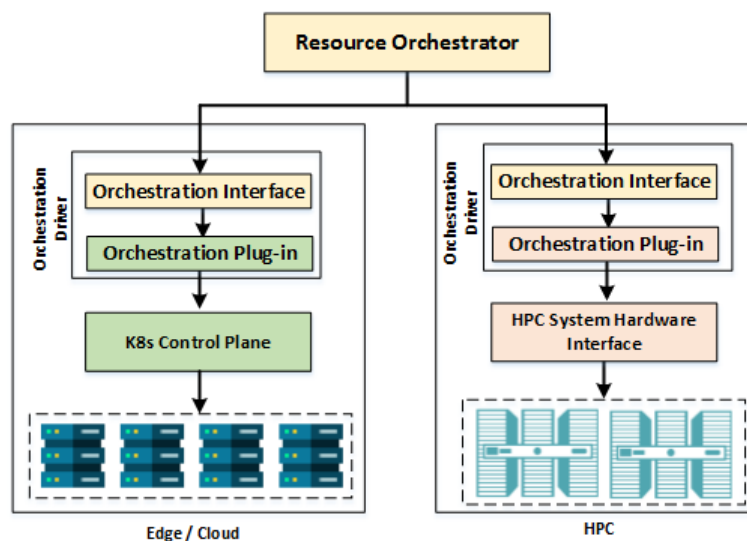 Resource Orchestrator
Orchestration
Driver
Orchestration Interface
Orchestration Plug-in
K8s Control Plane
Edge / Cloud
Orchestration
Driver
Orchestration Interface
Orchestration Plug-in
HPC System Hardware
Interface
HPC